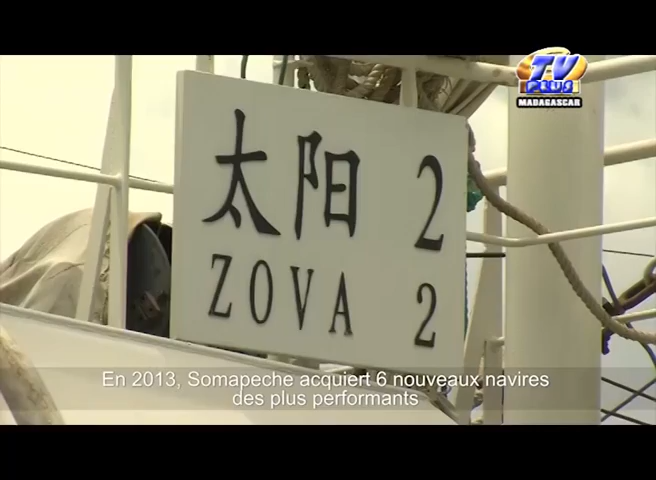 TV
PLUS
MADAGASCAR
太阳 2
ZOVA 2
En 2013, Somapeche acquiert 6 nouveaux navires
des plus performants